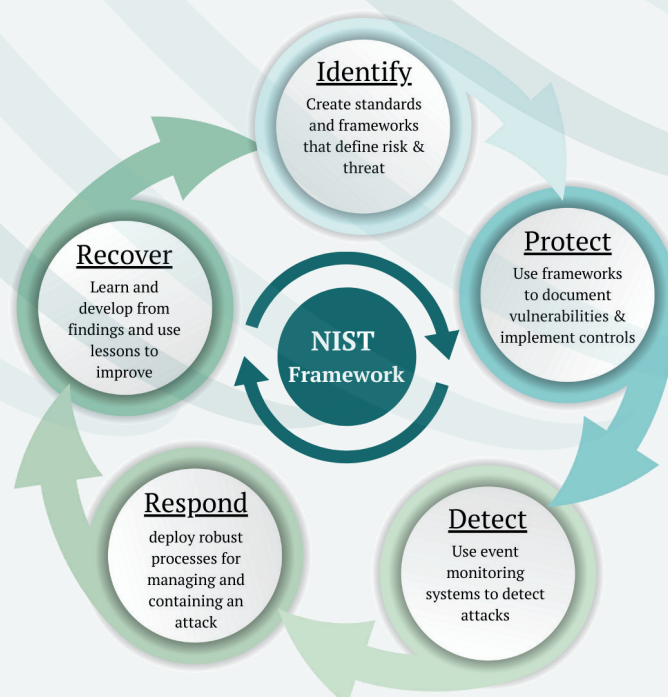 Identify
Create standards
and frameworks
that define risk &
threat
Protect
Use frameworks
to document
vulnerabilities &
implement controls
Detect
Use event
monitoring
systems to detect
attacks
Respond
deploy robust
processes for
managing and
containing an
attack
Recover
Learn and
develop from
findings and use
lessons to
improve
NIST
Framework